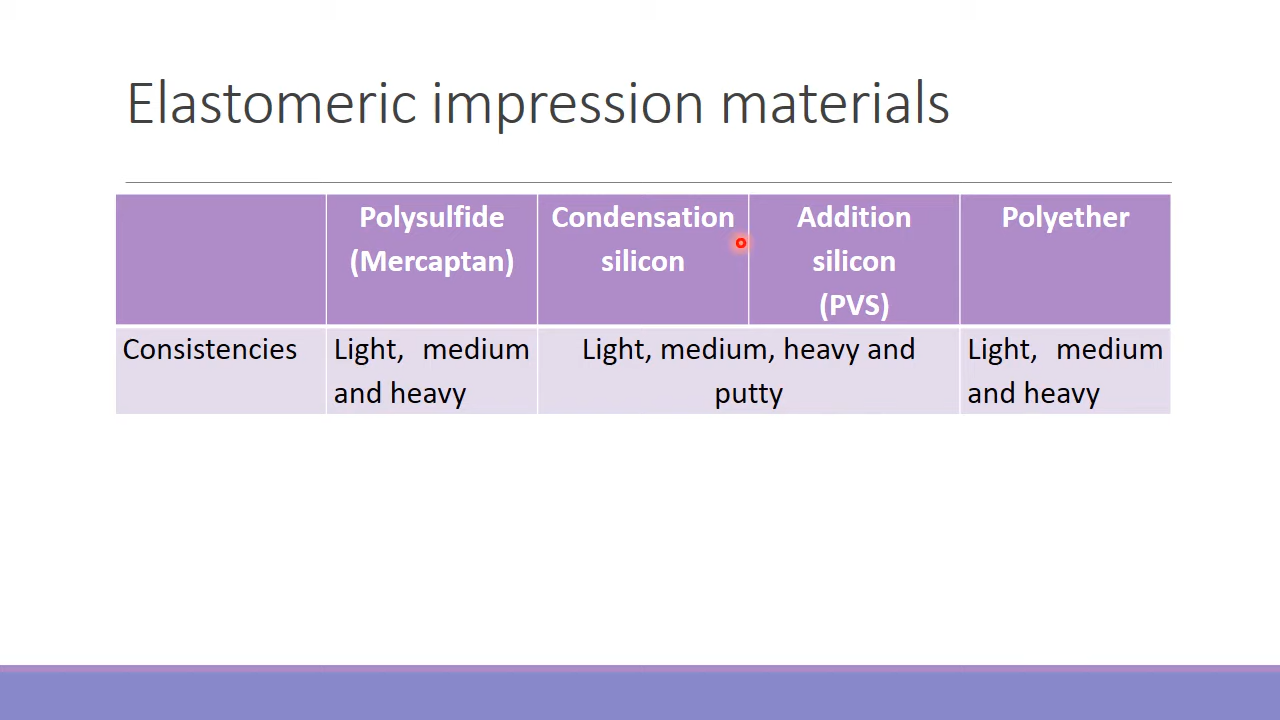 Elastomeric impression materials
Polysulfide
(Mercaptan)
Condensation
silicon
Addition
silicon
(PVS)
Polyether
Consistencies
Light, medium
and heavy
Light, medium, heavy and
putty
Light, medium
and heavy